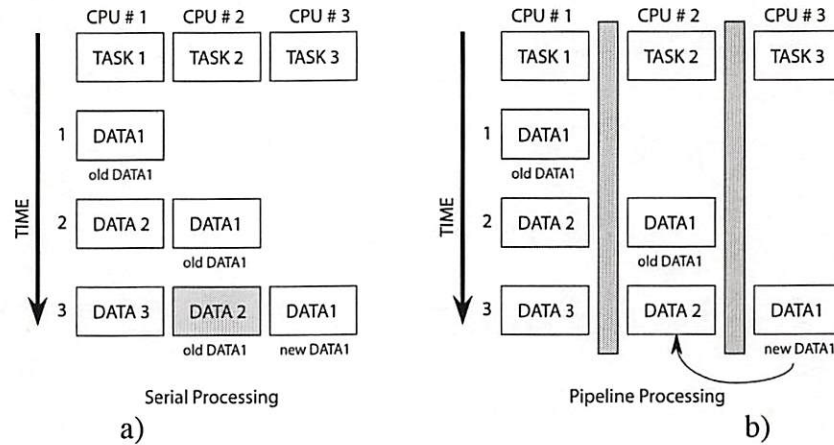 CPU # 1 CPU # 2 CPU # 3
TASK 1 TASK 2 TASK 3
TIME
1 DATA1
old DATA1
2 DATA 2 DATA1
old DATA1
3 DATA 3 DATA 2 DATA1
old DATA1 new DATA1
Serial Processing
a)
CPU # 1 CPU # 2 CPU # 3
TASK 1 TASK 2 TASK 3
TIME
1 DATA1
old DATA1
2 DATA 2 DATA1
old DATA1
3 DATA 3 DATA 2 DATA1
new DATA1
Pipeline Processing
b)